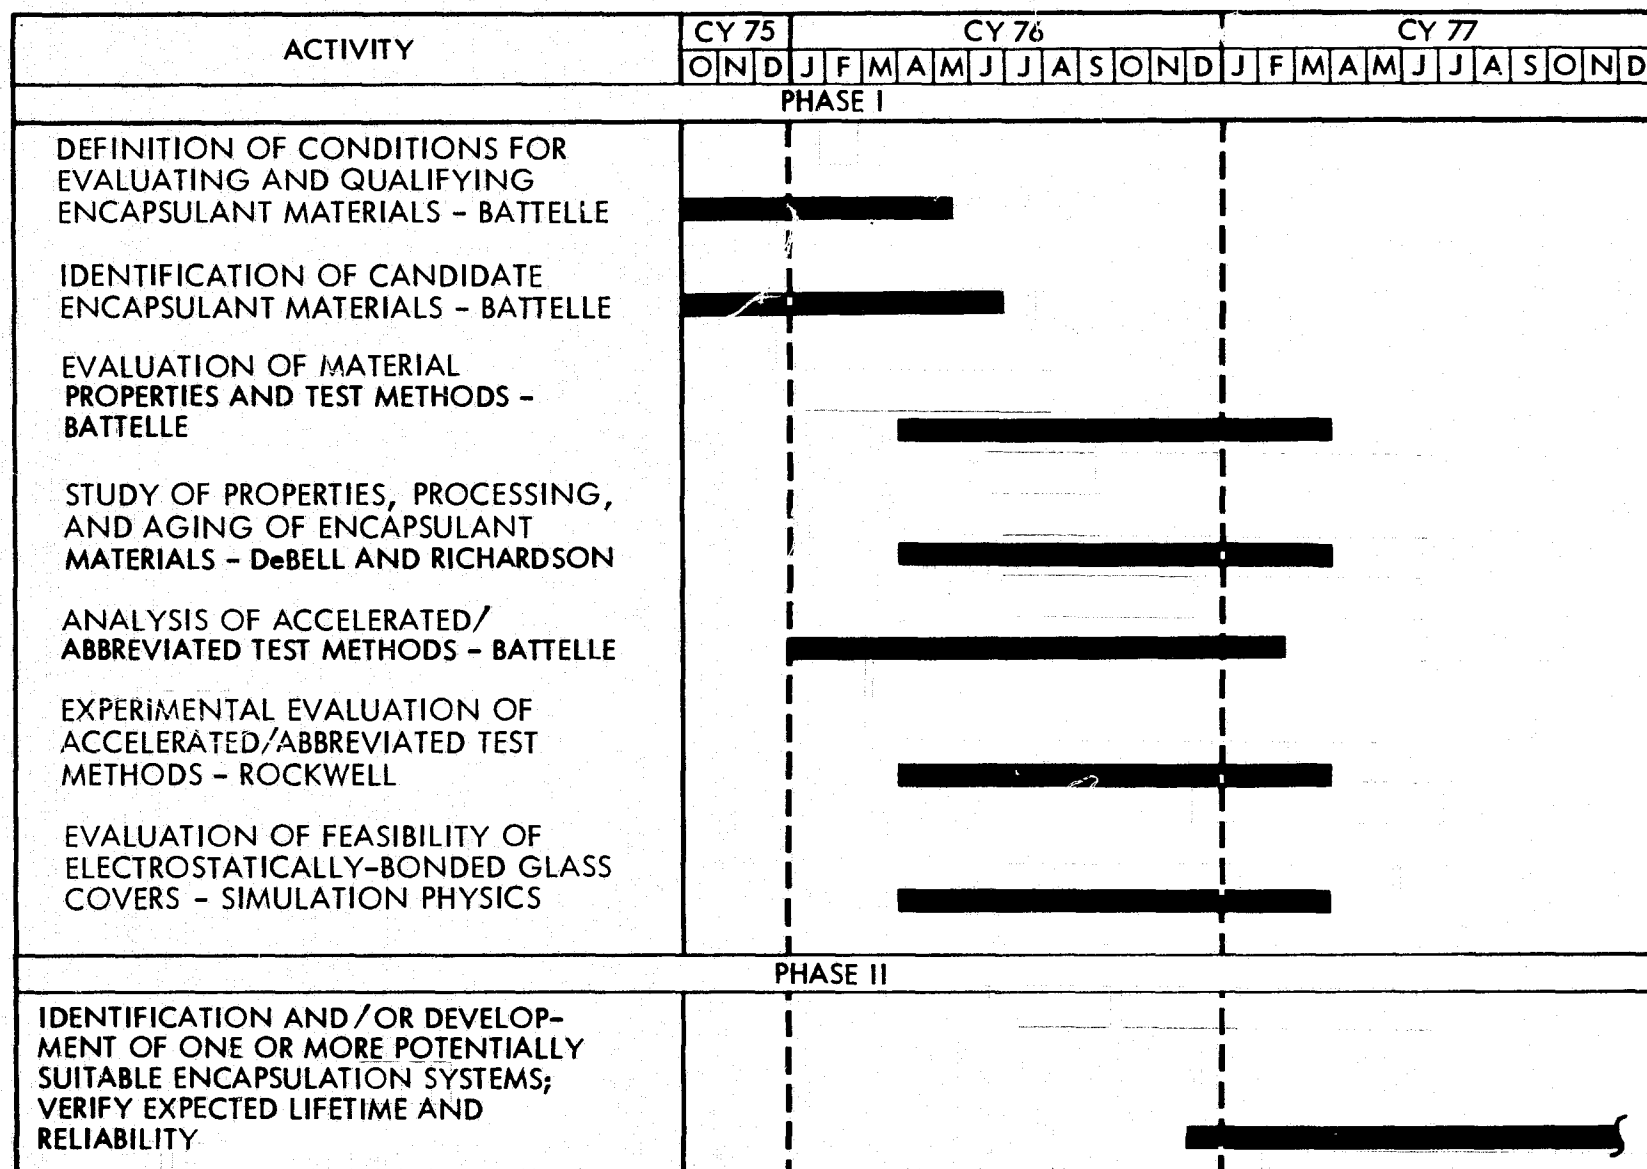 ACTIVITY
CY 75 CY 76 CY 77
O N D J F M A M J J A S O N D J F M A M J J A S O N D
PHASE I
DEFINITION OF CONDITIONS FOR
EVALUATING AND QUALIFYING
ENCAPSULANT MATERIALS - BATTELLE
IDENTIFICATION OF CANDIDATE
ENCAPSULANT MATERIALS - BATTELLE
EVALUATION OF MATERIAL
PROPERTIES AND TEST METHODS -
BATTELLE
STUDY OF PROPERTIES, PROCESSING,
AND AGING OF ENCAPSULANT
MATERIALS - DeBELL AND RICHARDSON
ANALYSIS OF ACCELERATED/
ABBREVIATED TEST METHODS - BATTELLE
EXPERIMENTAL EVALUATION OF
ACCELERATED/ABBREVIATED TEST
METHODS - ROCKWELL
EVALUATION OF FEASIBILITY OF
ELECTROSTATICALLY-BONDED GLASS
COVERS - SIMULATION PHYSICS
PHASE II
IDENTIFICATION AND/OR DEVELOP-
MENT OF ONE OR MORE POTENTIALLY
SUITABLE ENCAPSULATION SYSTEMS;
VERIFY EXPECTED LIFETIME AND
RELIABILITY